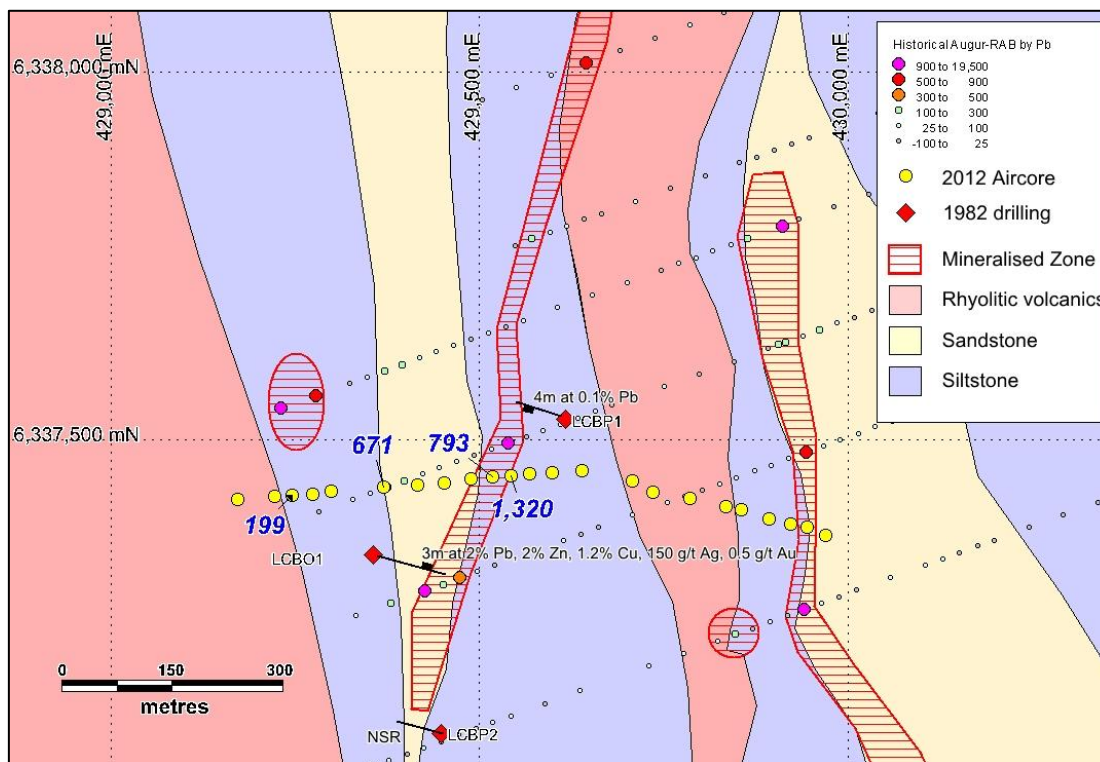 429,000 mE
429,500 mE
430,000 mE
6,338,000 mN
6,337,500 mN
Historical Augur-RAB by Pb
900 to 19,500
500 to 900
300 to 500
100 to 300
25 to 100
-100 to 25
2012 Aircore
1982 drilling
Mineralised Zone
Rhyolitic volcanics
Sandstone
Siltstone
4m at 0.1% Pb
LCBP1
671
793
1,320
199
LCBO1
3m at 2% Pb, 2% Zn, 1.2% Cu, 150 g/t Ag, 0.5 g/t Au
0 150 300
metres
NSR
LCBP2